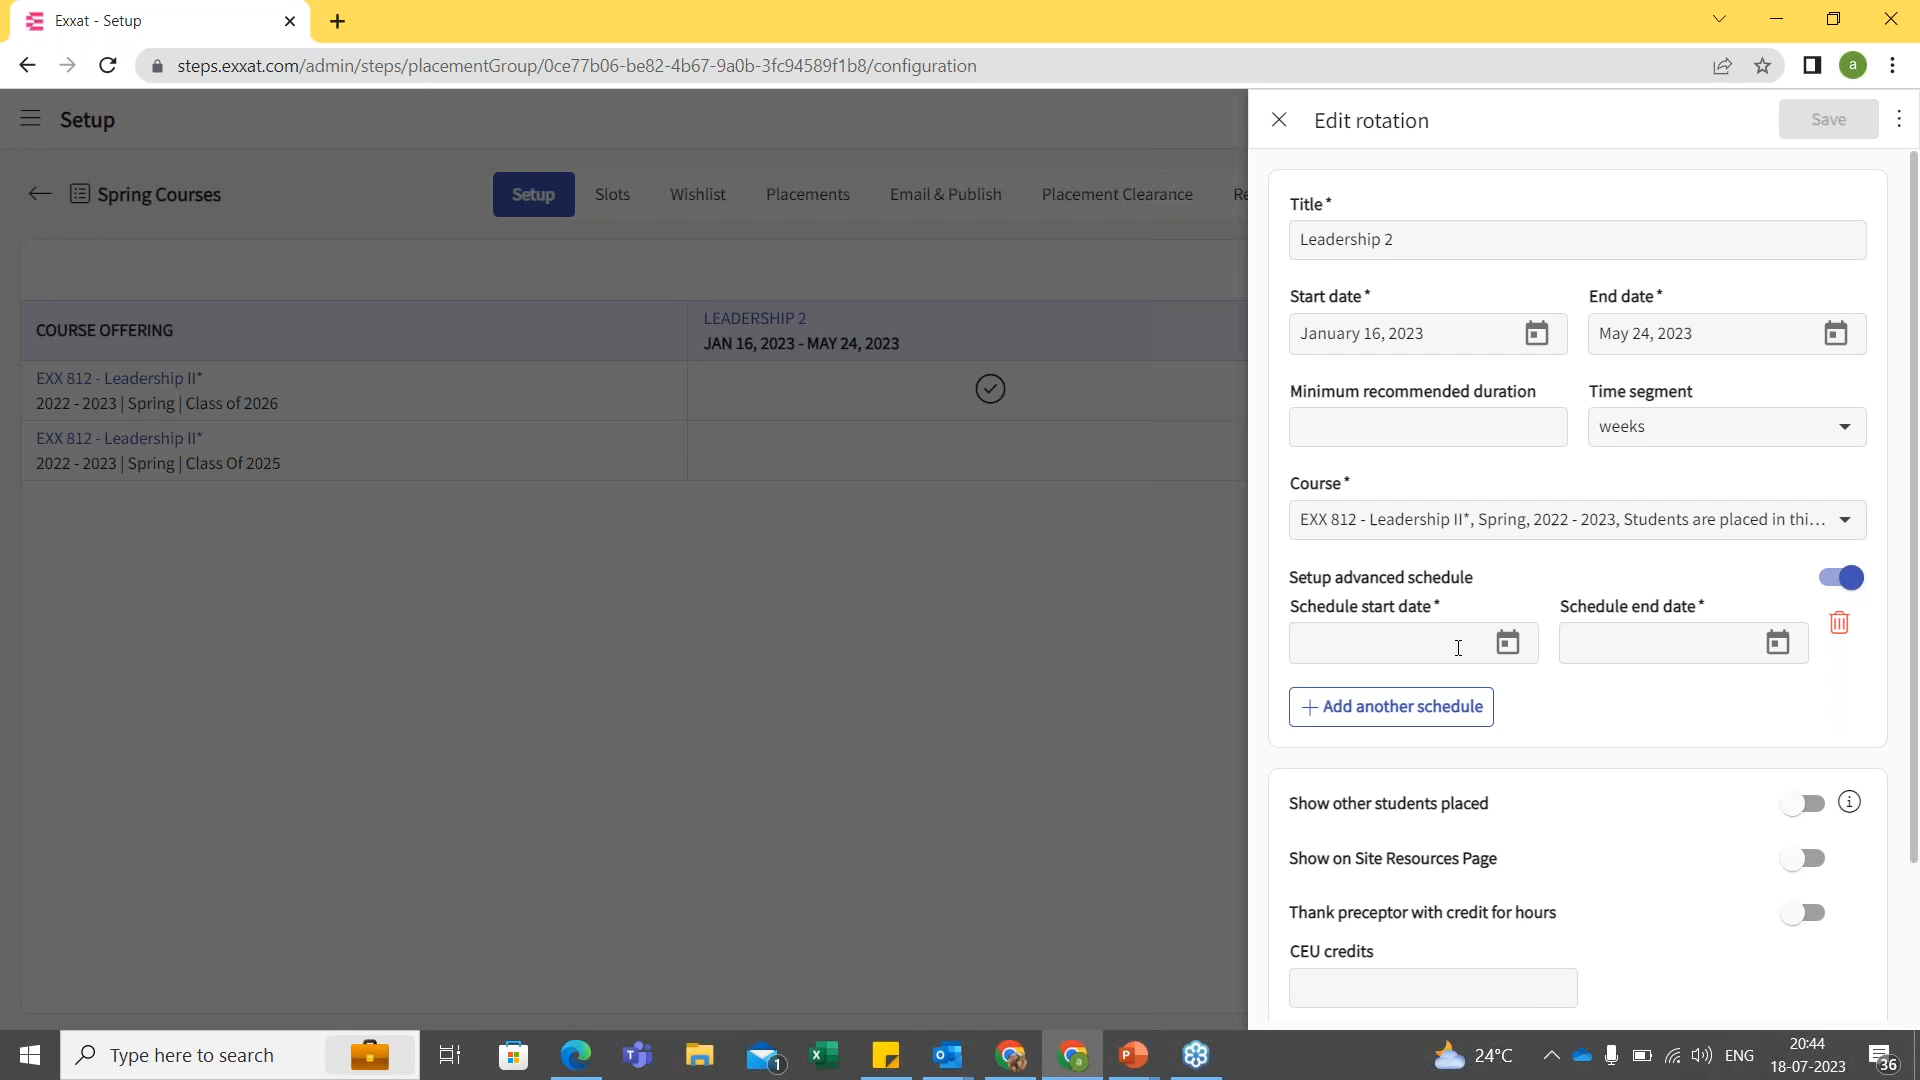 Exxat - Setup
steps.exxat.com/admin/steps/placementGroup/0ce77b06-be82-4b67-9a0b-3fc94589f1b8/configuration
a
Setup
Spring Courses
Setup
Slots
Wishlist
Placements
Email & Publish
Placement Clearance
Re
COURSE OFFERING
LEADERSHIP 2
JAN 16, 2023 - MAY 24, 2023
EXX 812 - Leadership II*
2022 - 2023 | Spring | Class of 2026
EXX 812 - Leadership II*
2022 - 2023 | Spring | Class Of 2025
Edit rotation
Save
Title*
Leadership 2
Start date*
End date*
January 16, 2023
May 24, 2023
Minimum recommended duration
Time segment
weeks
Course*
EXX 812 - Leadership II*, Spring, 2022 - 2023, Students are placed in thi...
Setup advanced schedule
Schedule start date*
Schedule end date*
+ Add another schedule
Show other students placed
Show on Site Resources Page
Thank preceptor with credit for hours
CEU credits
Type here to search
1
24°C
ENG
20:44
18-07-2023
36